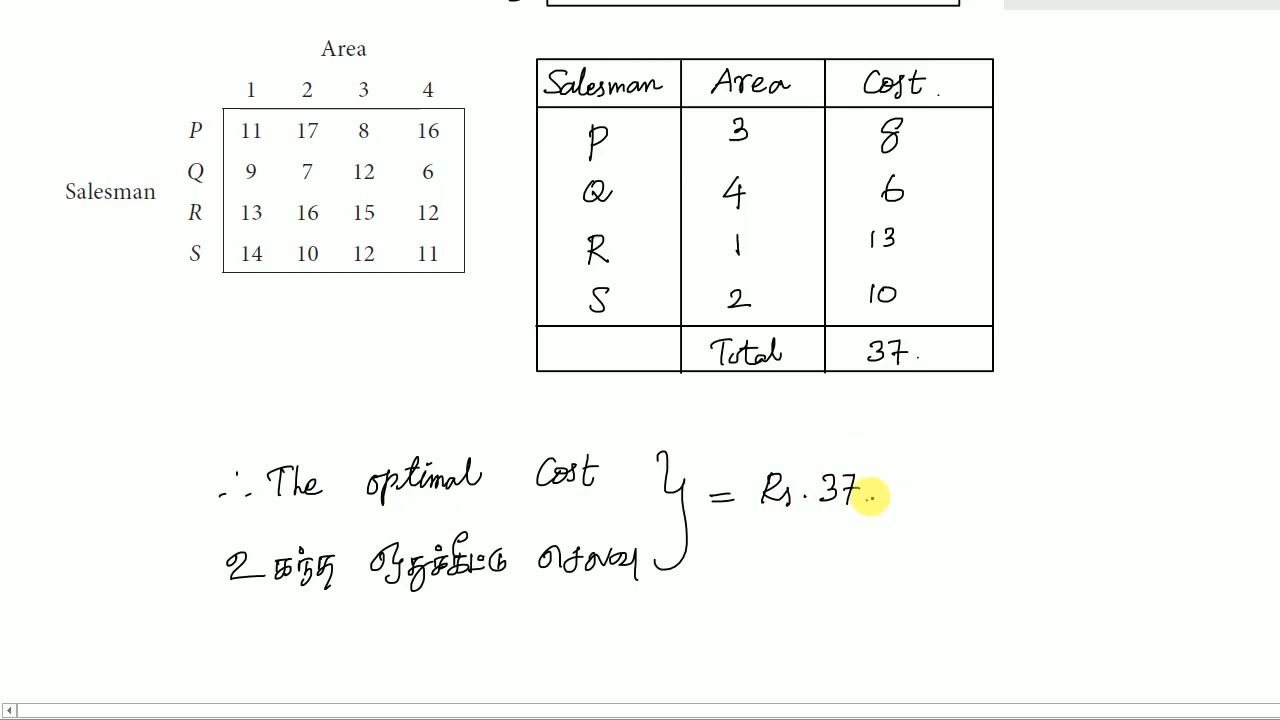 Area
1 2 3 4
P 11 17 8 16
Q 9 7 12 6
Salesman
R 13 16 15 12
S 14 10 12 11
Salesman Area Cost.
P 3 8
Q 4 6
R 1 13
S 2 10
Total 37.
∴ The optimal Cost } = Rs. 37.
உகந்த ஒதுக்கீட்டு செலவு